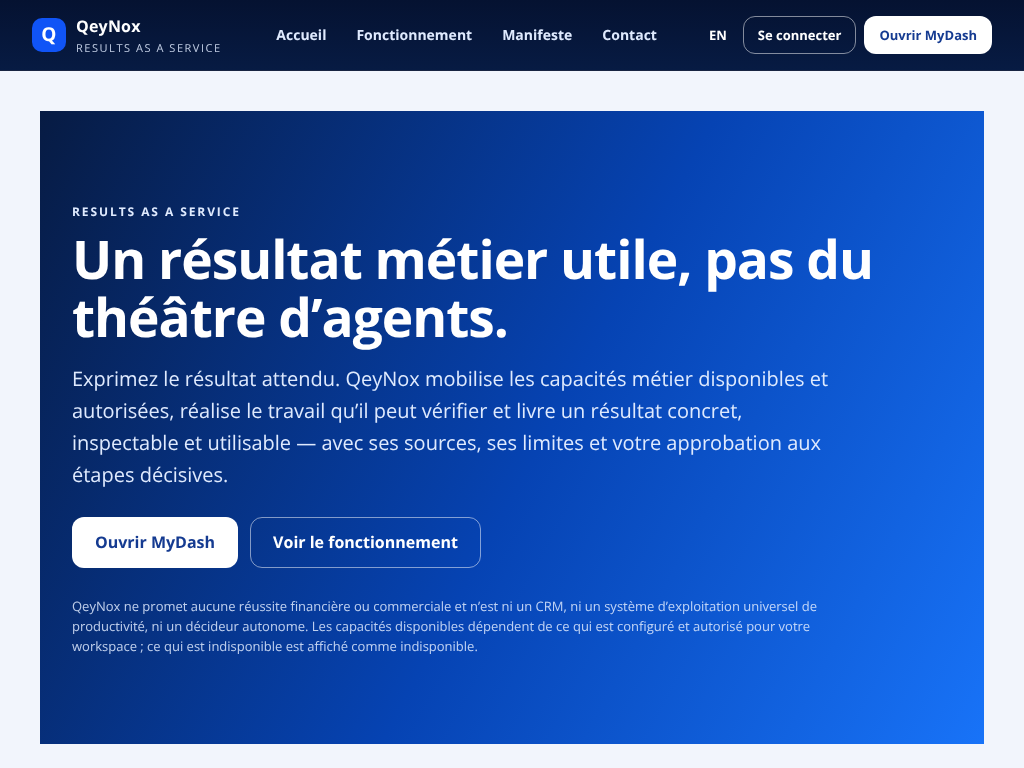 Q
QeyNox
RESULTS AS A SERVICE
Accueil
Fonctionnement
Manifeste
Contact
EN
Se connecter
Ouvrir MyDash
RESULTS AS A SERVICE
Un résultat métier utile, pas du
théâtre d’agents.
Exprimez le résultat attendu. QeyNox mobilise les capacités métier disponibles et
autorisées, réalise le travail qu’il peut vérifier et livre un résultat concret,
inspectable et utilisable — avec ses sources, ses limites et votre approbation aux
étapes décisives.
Ouvrir MyDash
Voir le fonctionnement
QeyNox ne promet aucune réussite financière ou commerciale et n’est ni un CRM, ni un système d’exploitation universel de
productivité, ni un décideur autonome. Les capacités disponibles dépendent de ce qui est configuré et autorisé pour votre
workspace ; ce qui est indisponible est affiché comme indisponible.